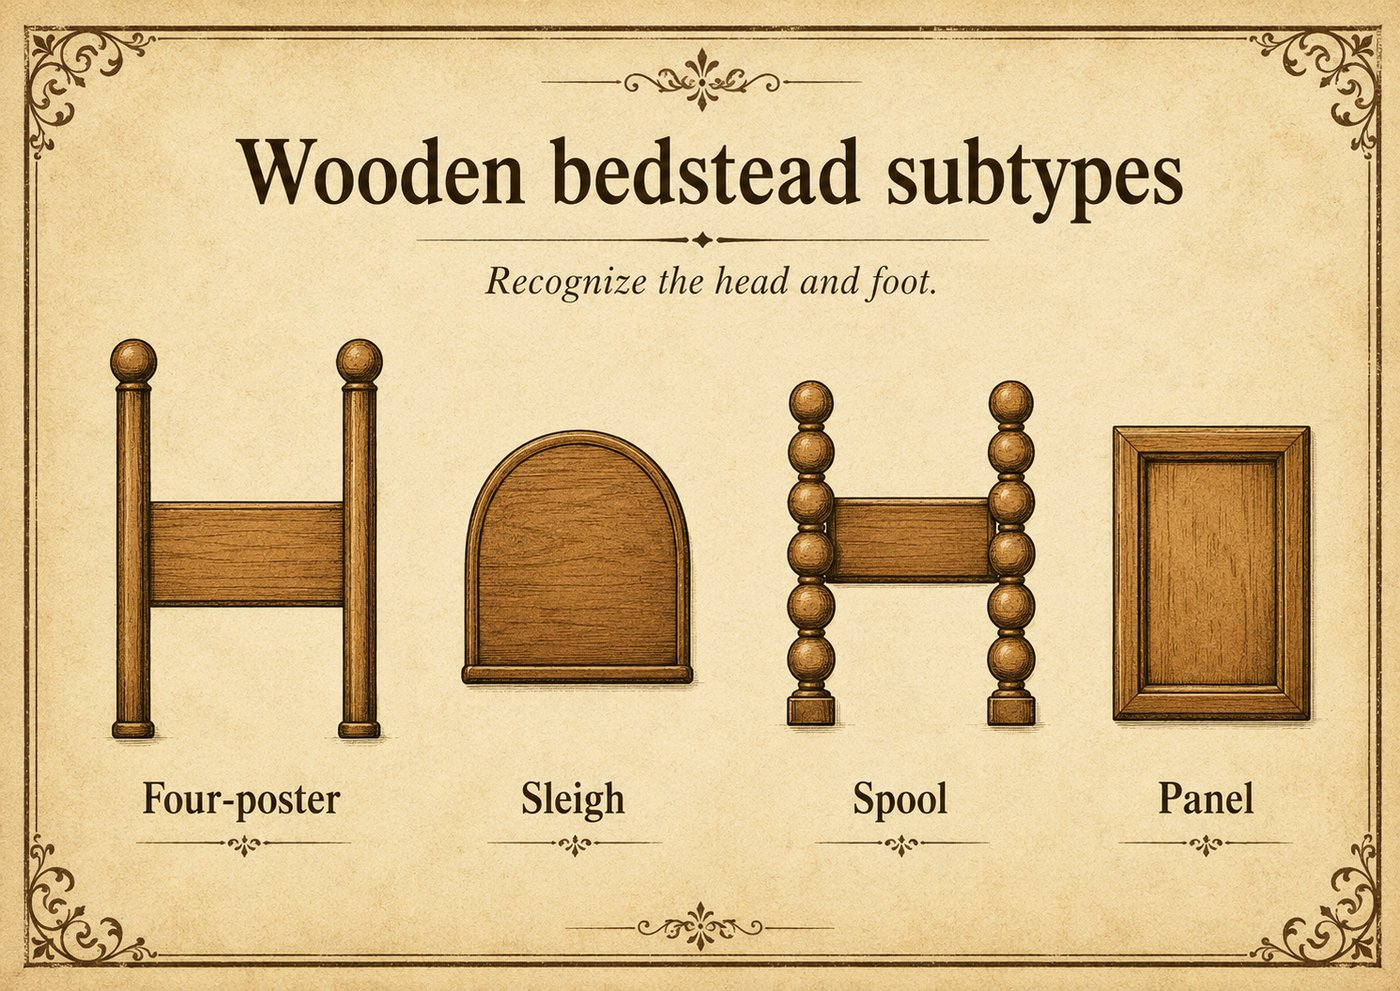 Wooden bedstead subtypes
Recognize the head and foot.
Four-poster
Sleigh
Spool
Panel